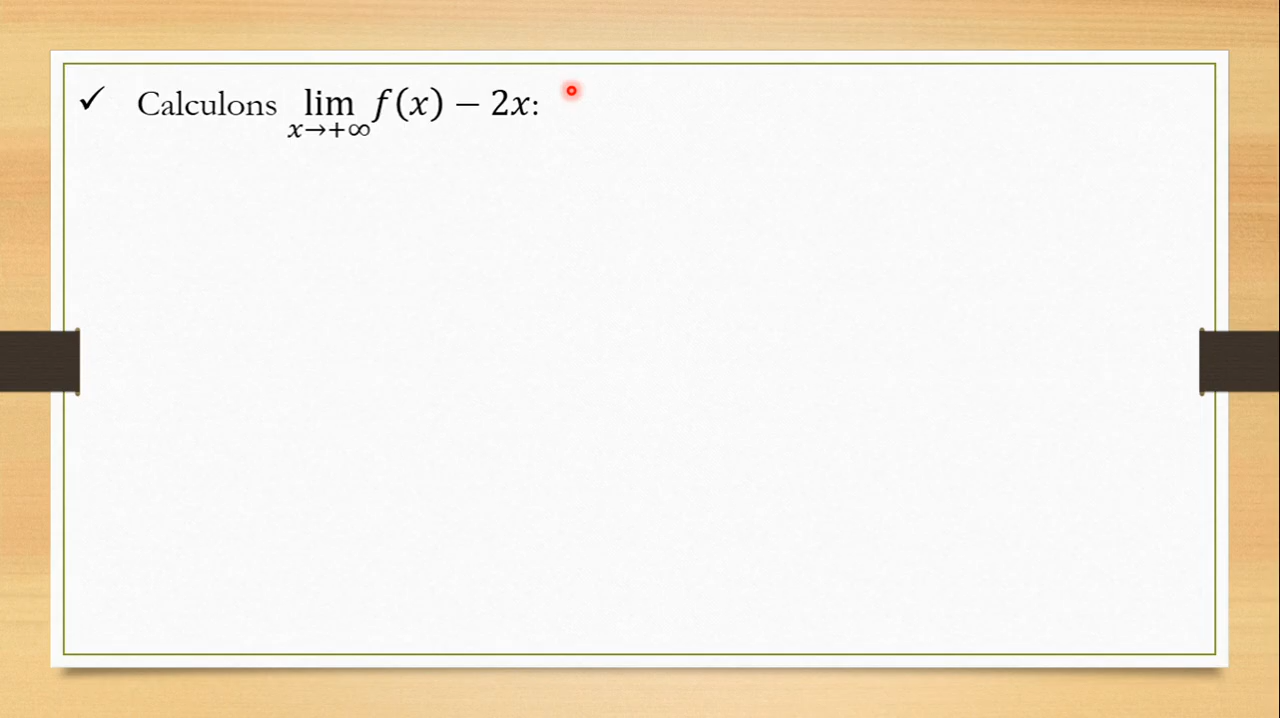 ✓ Calculons lim f(x) − 2x:
x→+∞